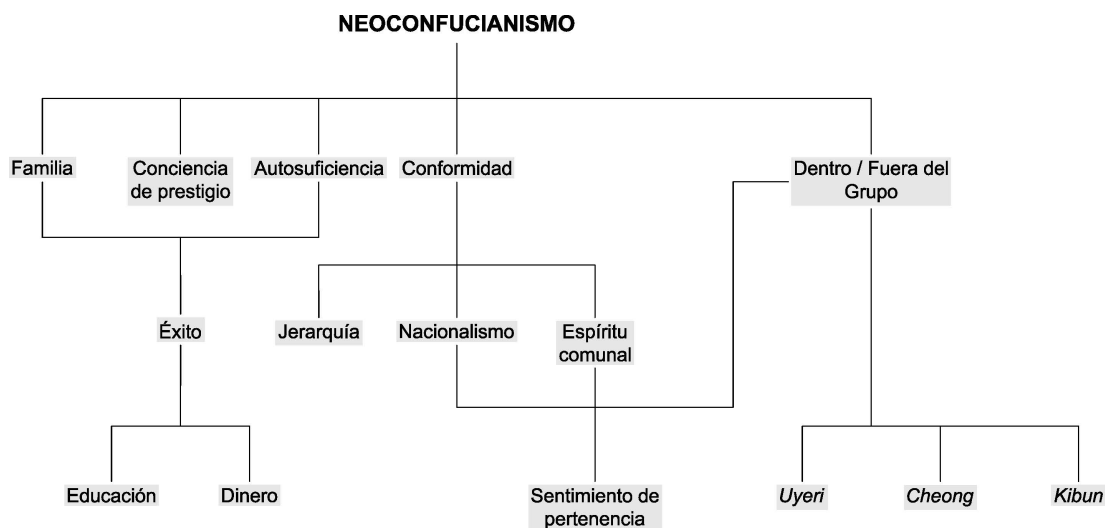 NEOCONFUCIANISMO
Familia
Conciencia
de prestigio
Autosuficiencia
Conformidad
Dentro / Fuera del
Grupo
Éxito
Jerarquía
Nacionalismo
Espíritu
comunal
Educación
Dinero
Sentimiento de
pertenencia
Uyeri
Cheong
Kibun